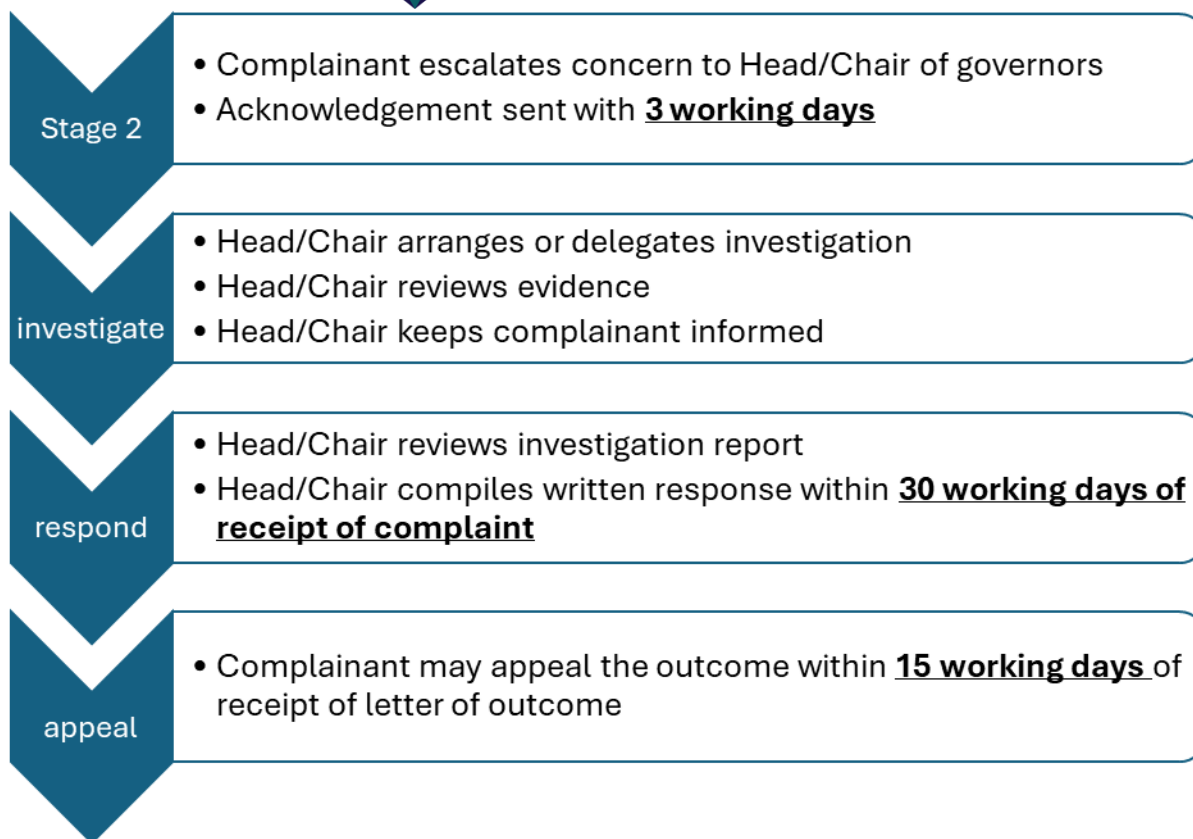 Stage 2
• Complainant escalates concern to Head/Chair of governors
• Acknowledgement sent with 3 working days
investigate
• Head/Chair arranges or delegates investigation
• Head/Chair reviews evidence
• Head/Chair keeps complainant informed
respond
• Head/Chair reviews investigation report
• Head/Chair compiles written response within 30 working days of
receipt of complaint
appeal
• Complainant may appeal the outcome within 15 working days of
receipt of letter of outcome